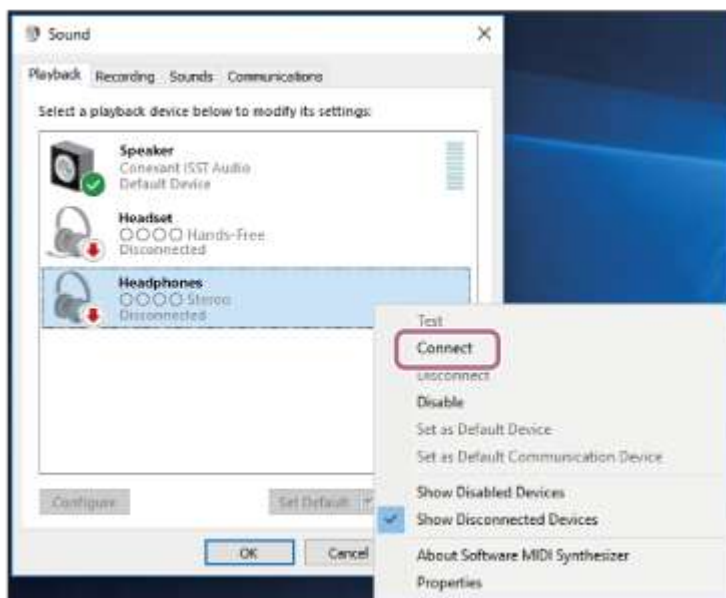 Sound
Playback Recording Sounds Communications
Select a playback device below to modify its settings:
Speaker
Conexant ISST Audio
Default Device
Headset
○○○○ Hands-Free
Disconnected
Headphones
○○○○ Stereo
Disconnected
Test
Connect
Disconnect
Disable
Set as Default Device
Set as Default Communication Device
Show Disabled Devices
Show Disconnected Devices
About Software MIDI Synthesizer
Properties
Configure
Set Default
OK
Cancel